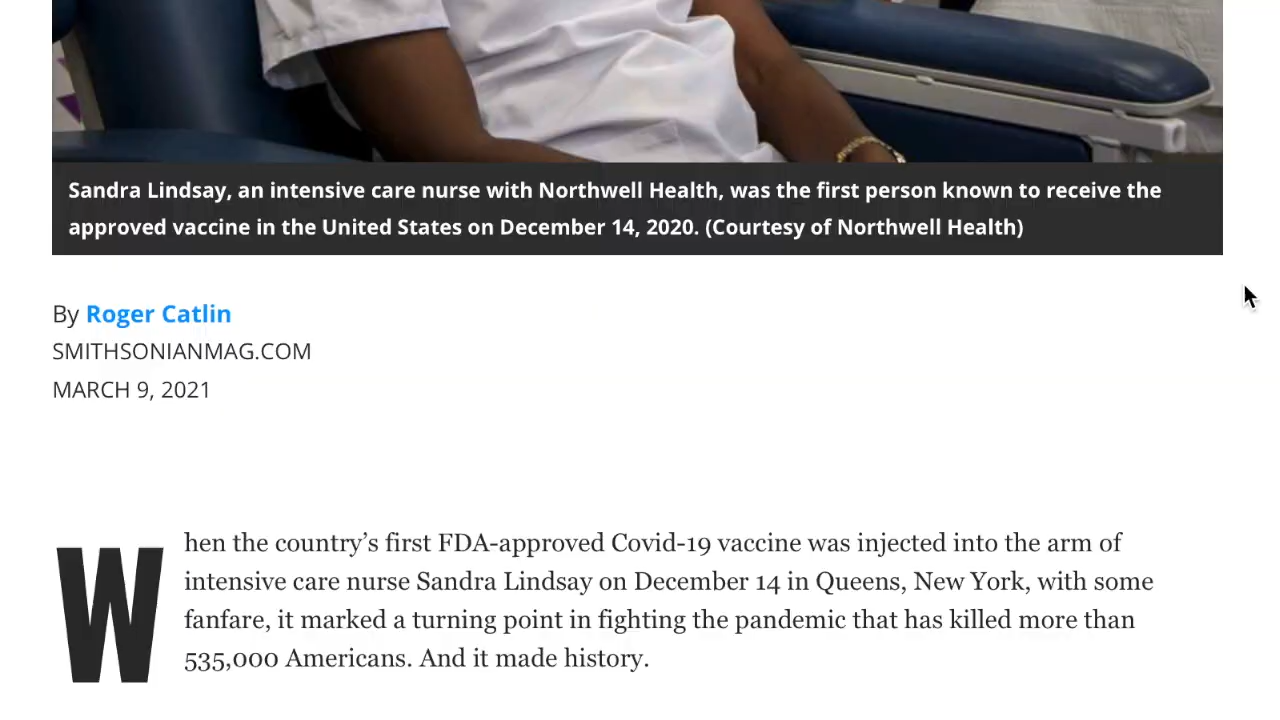 Sandra Lindsay, an intensive care nurse with Northwell Health, was the first person known to receive the
approved vaccine in the United States on December 14, 2020. (Courtesy of Northwell Health)
By Roger Catlin
SMITHSONIANMAG.COM
MARCH 9, 2021
When the country’s first FDA-approved Covid-19 vaccine was injected into the arm of
intensive care nurse Sandra Lindsay on December 14 in Queens, New York, with some
fanfare, it marked a turning point in fighting the pandemic that has killed more than
535,000 Americans. And it made history.